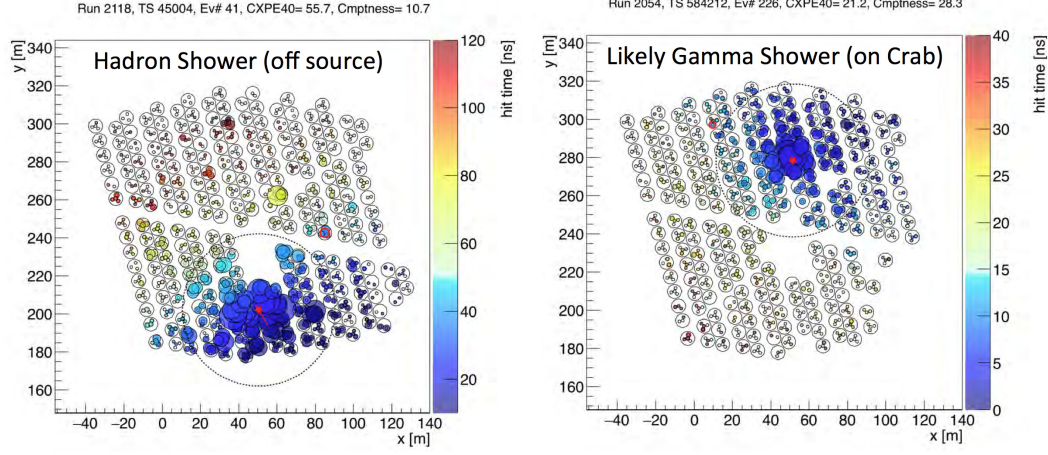 Run 2118, TS 45004, Ev# 41, CXPE40= 55.7, Cmptness= 10.7
Hadron Shower (off source)
y [m]
340
320
300
280
260
240
220
200
180
160
−40 −20 0 20 40 60 80 100 120 140
x [m]
hit time [ns]
120
100
80
60
40
20
Run 2054, TS 584212, Ev# 226, CXPE40= 21.2, Cmptness= 28.3
Likely Gamma Shower (on Crab)
y [m]
340
320
300
280
260
240
220
200
180
160
−40 −20 0 20 40 60 80 100 120 140
x [m]
hit time [ns]
40
35
30
25
20
15
10
5
0